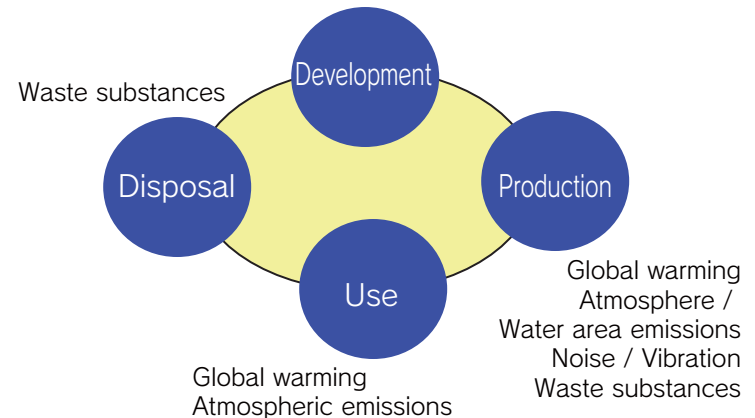 Development
Waste substances
Disposal
Production
Use
Global warming
Atmosphere /
Water area emissions
Noise / Vibration
Waste substances
Global warming
Atmospheric emissions